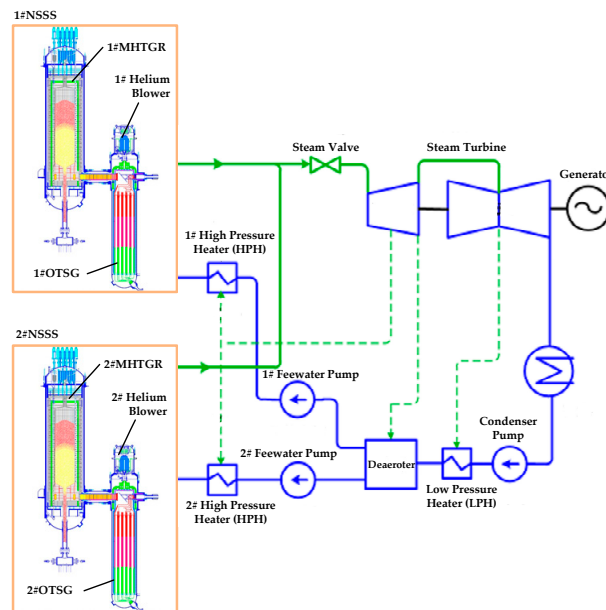 1#NSSS
1#MHTGR
1# Helium
Blower
1#OTSG
Steam Valve
Steam Turbine
Generato
1# High Pressure
Heater (HPH)
2#NSSS
2#MHTGR
2# Helium
Blower
2#OTSG
1# Feewater Pump
2# Feewater Pump
2# High Pressure
Heater (HPH)
Deaeroter
Condenser
Pump
Low Pressure
Heater (LPH)